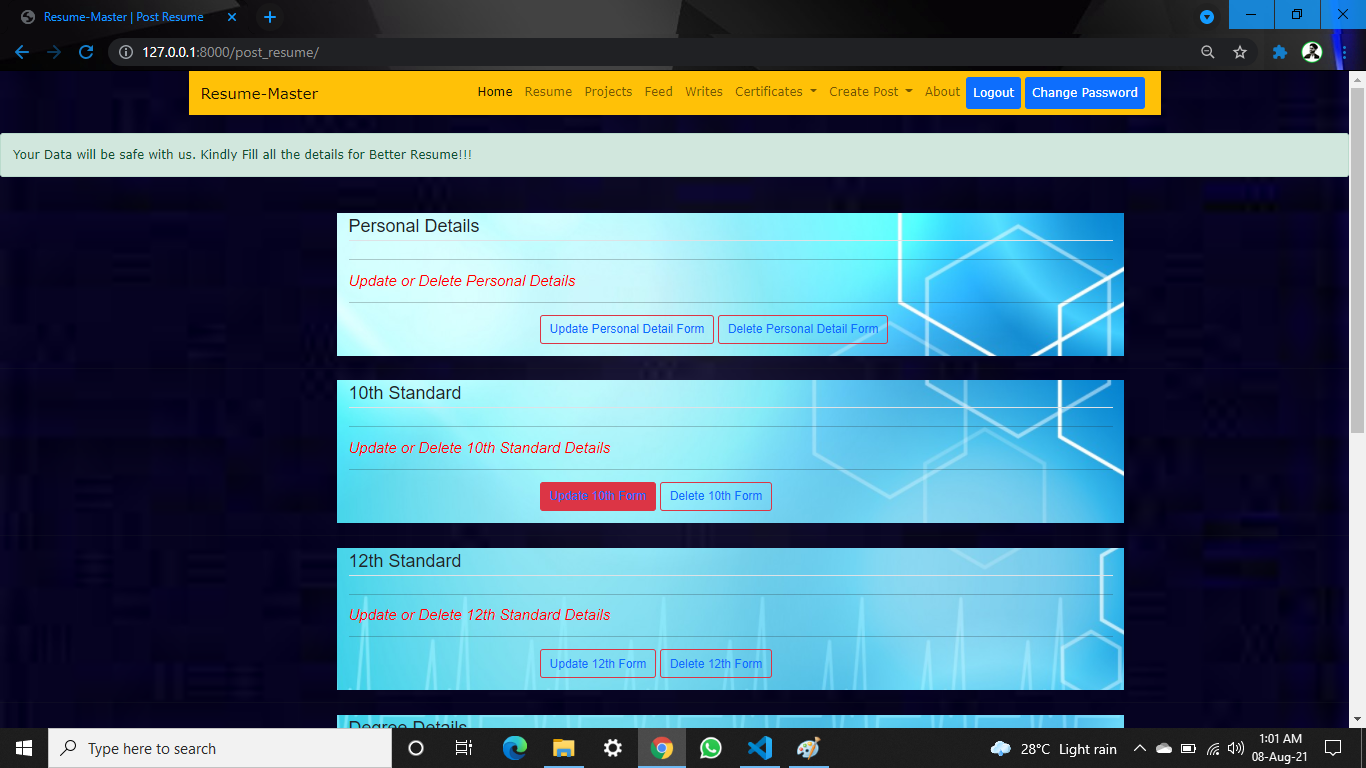 Resume-Master | Post Resume
127.0.0.1:8000/post_resume/
Resume-Master Home Resume Projects Feed Writes Certificates Create Post About Logout Change Password
Your Data will be safe with us. Kindly Fill all the details for Better Resume!!!
Personal Details
Update or Delete Personal Details
Update Personal Detail Form Delete Personal Detail Form
10th Standard
Update or Delete 10th Standard Details
Update 10th Form Delete 10th Form
12th Standard
Update or Delete 12th Standard Details
Update 12th Form Delete 12th Form
Degree Details
Type here to search
28°C Light rain
1:01 AM
08-Aug-21